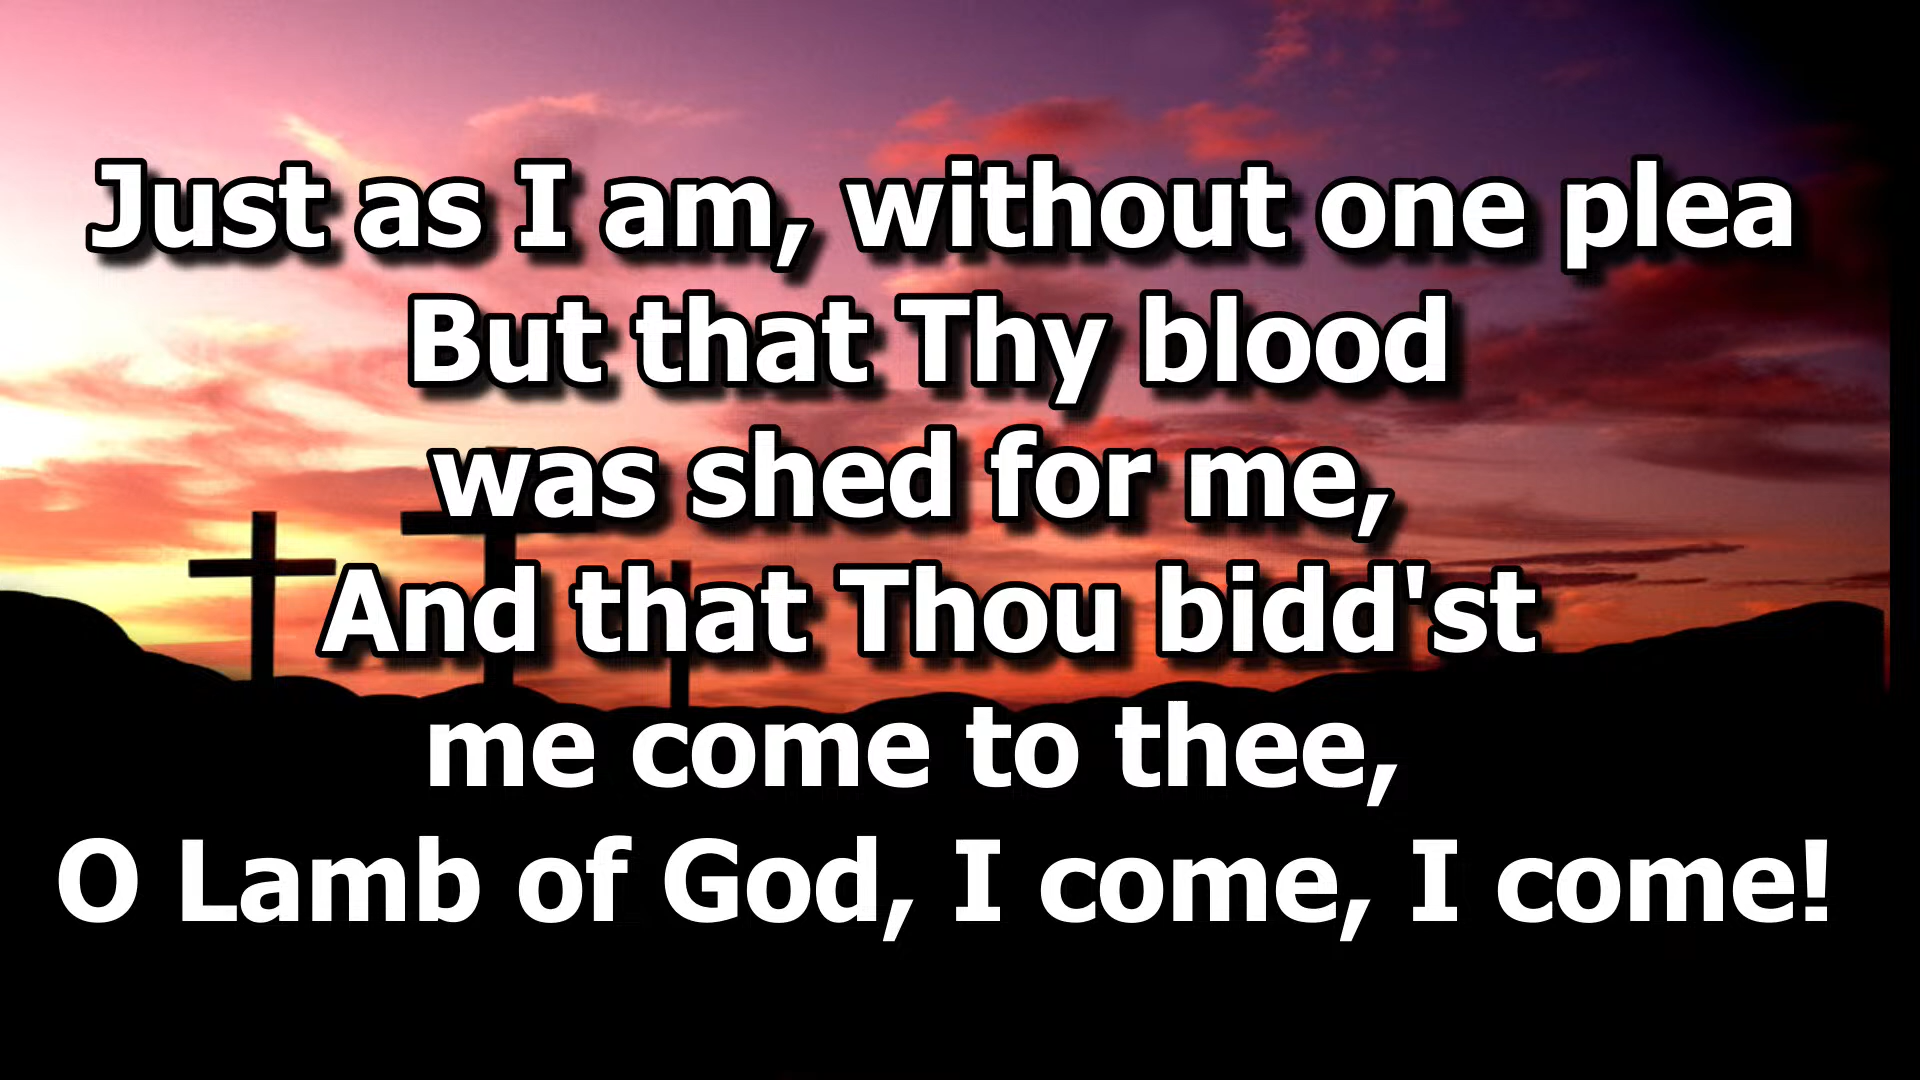 Just as I am, without one plea
But that Thy blood
was shed for me,
And that Thou bidd'st
me come to thee,
O Lamb of God, I come, I come!